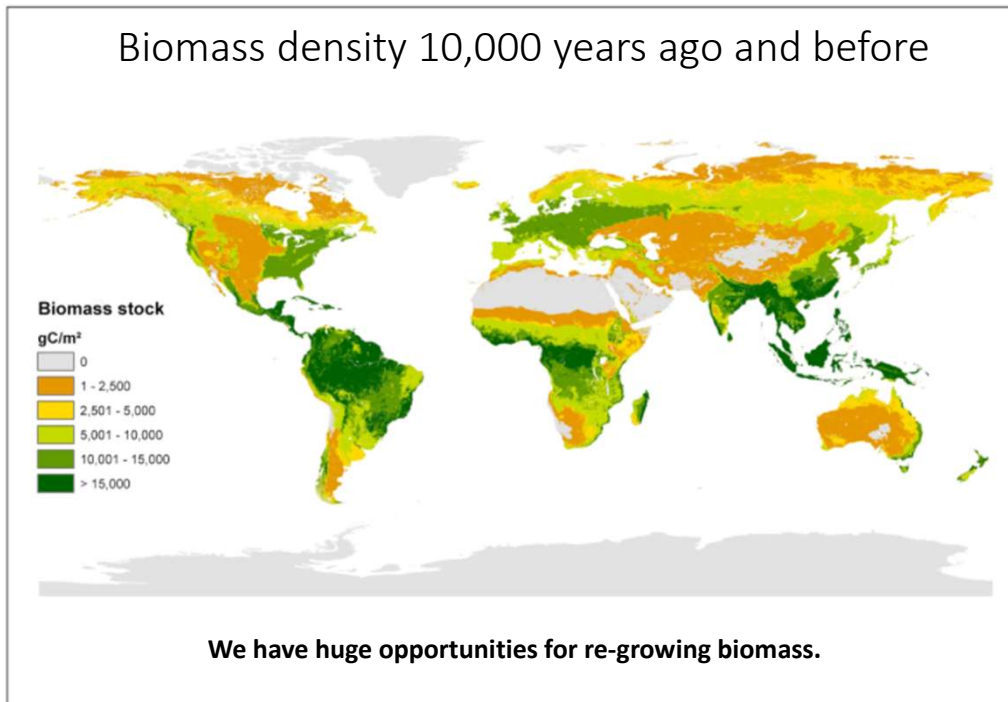 Biomass density 10,000 years ago and before
Biomass stock
gC/m²
0
1 - 2,500
2,501 - 5,000
5,001 - 10,000
10,001 - 15,000
> 15,000
We have huge opportunities for re-growing biomass.